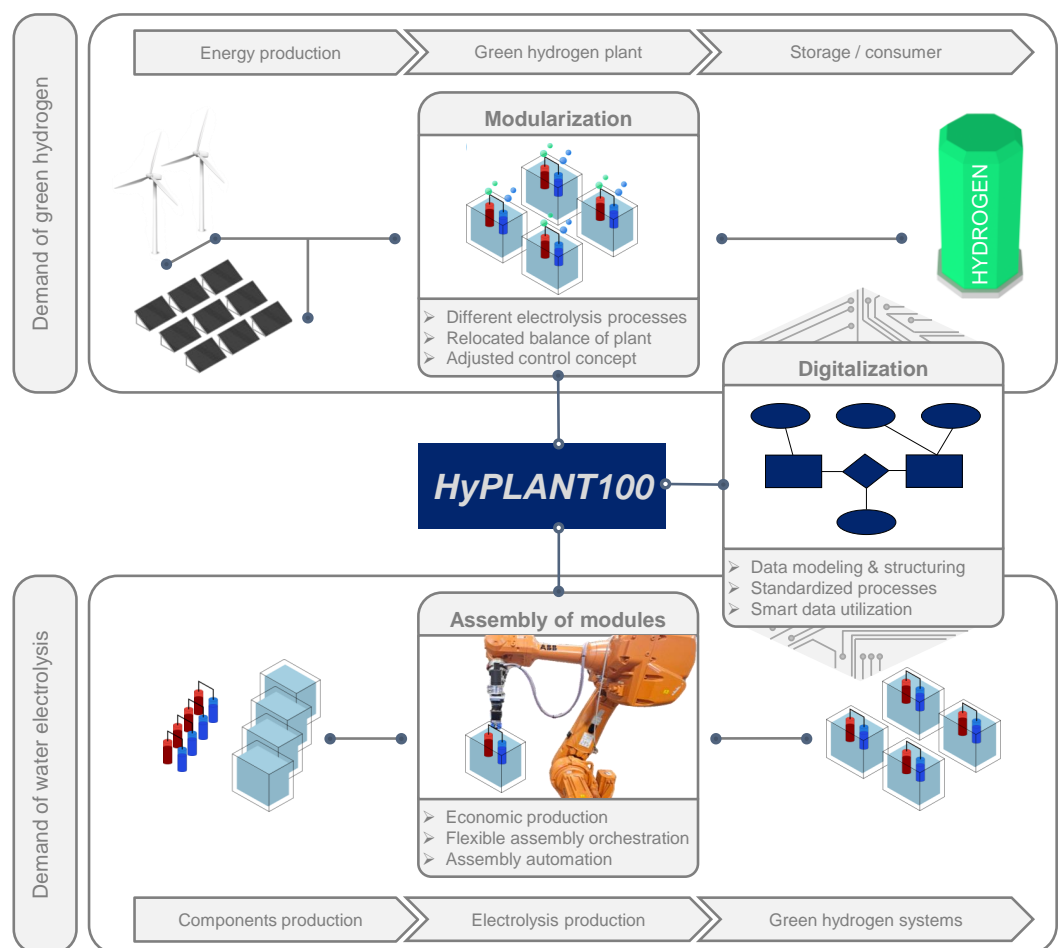 Demand of green hydrogen
Energy production
Green hydrogen plant
Storage / consumer
Modularization
Different electrolysis processes
Relocated balance of plant
Adjusted control concept
HYDROGEN
Digitalization
Data modeling & structuring
Standardized processes
Smart data utilization
HyPLANT100
Demand of water electrolysis
Assembly of modules
ABB
Economic production
Flexible assembly orchestration
Assembly automation
Components production
Electrolysis production
Green hydrogen systems